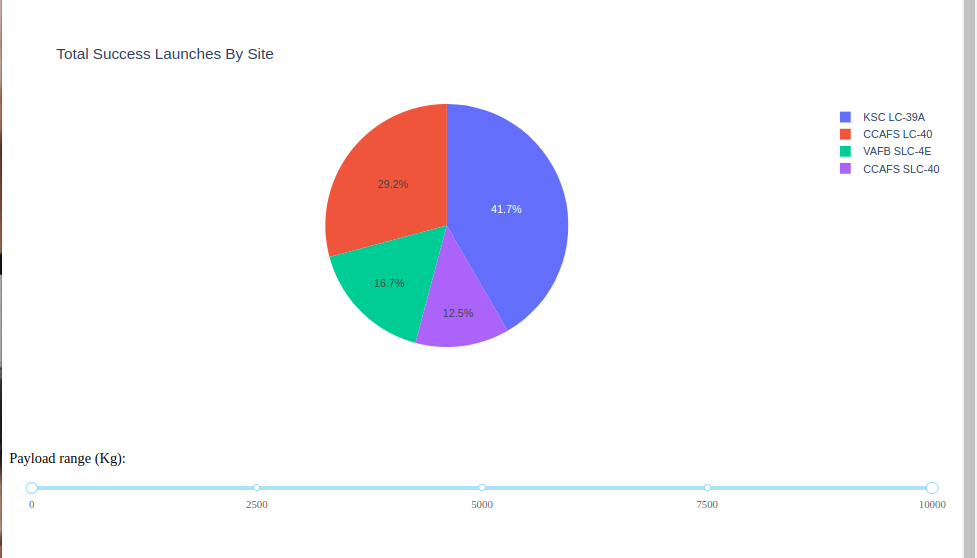 Total Success Launches By Site
KSC LC-39A
CCAFS LC-40
VAFB SLC-4E
CCAFS SLC-40
29.2%
41.7%
16.7%
12.5%
Payload range (Kg):
0 2500 5000 7500 10000